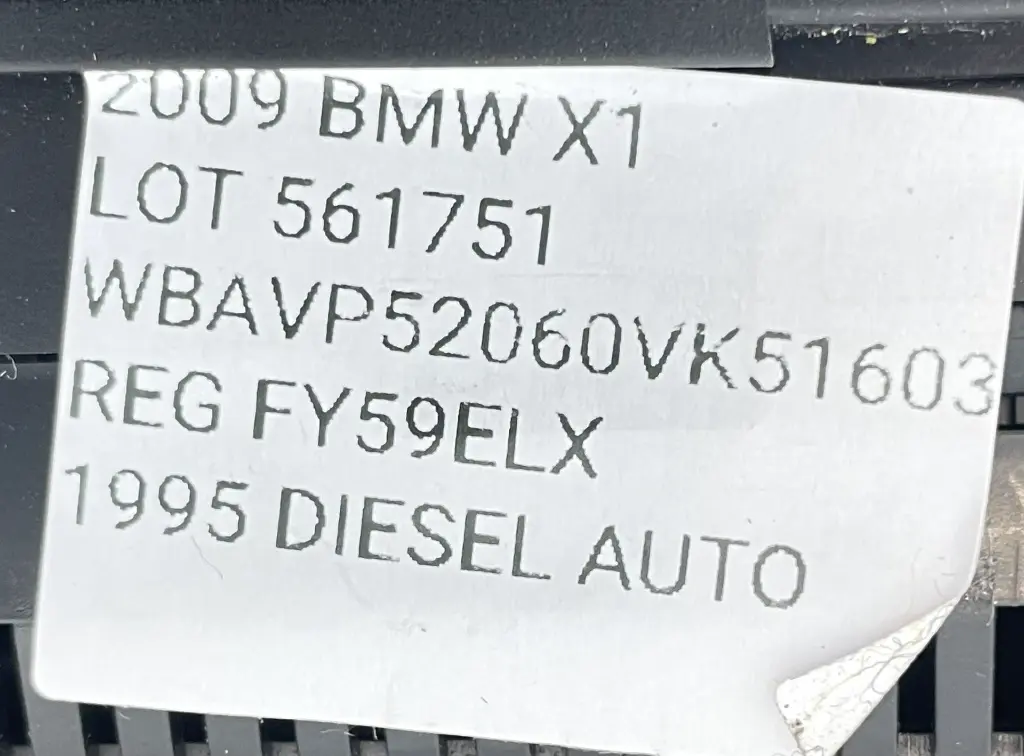 2009 BMW X1
LOT 561751
WBAVP52060VK51603
REG FY59ELX
1995 DIESEL AUTO